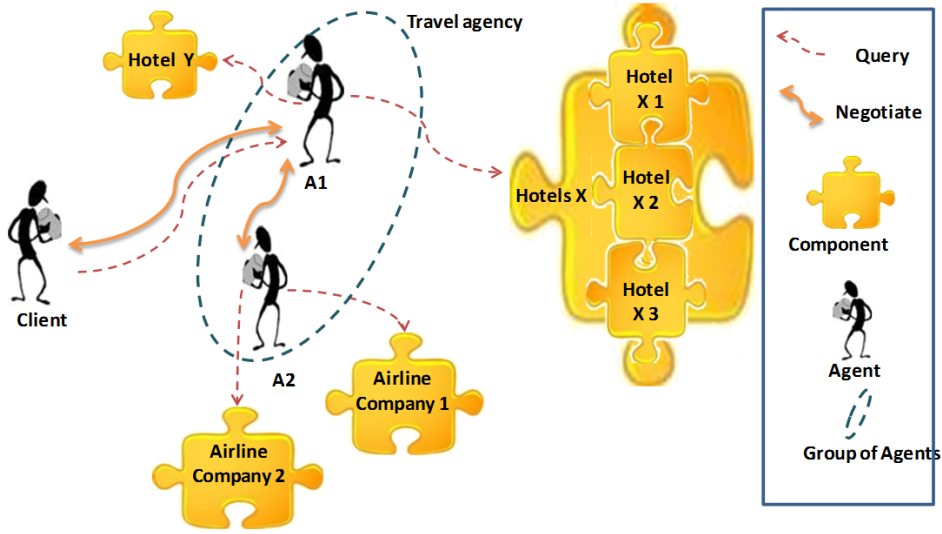 Travel agency
Hotel Y
A1
Client
A2
Airline
Company 1
Airline
Company 2
Hotels X
Hotel
X 1
Hotel
X 2
Hotel
X 3
Query
Negotiate
Component
Agent
Group of Agents